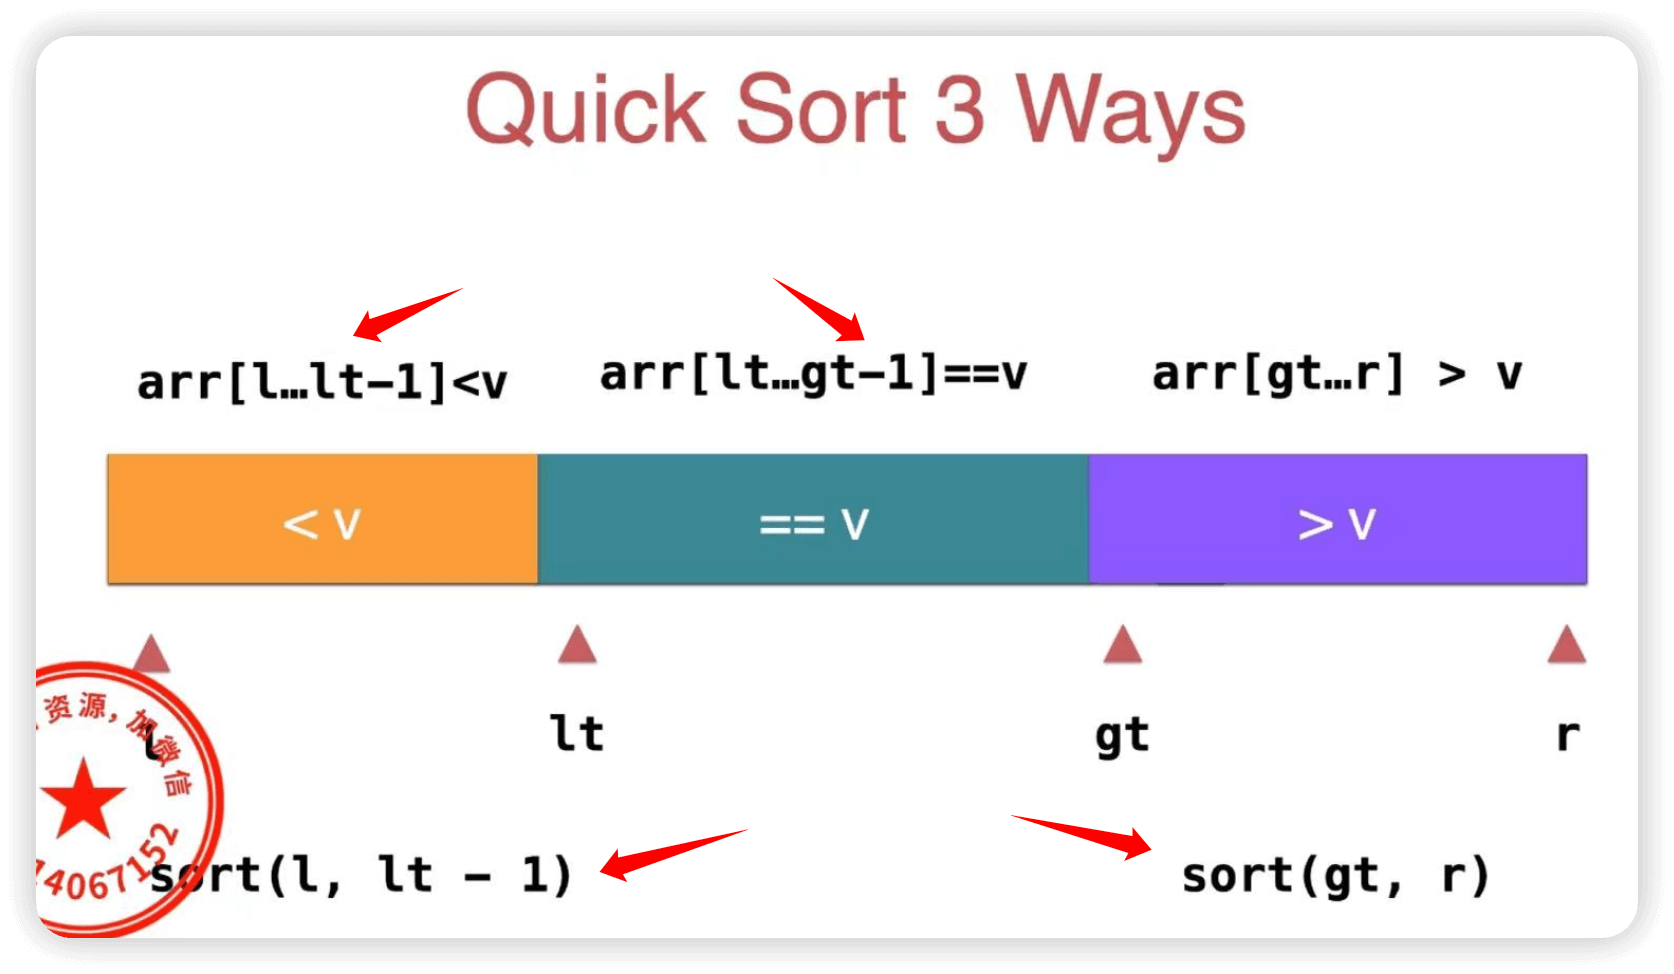 Quick Sort 3 Ways
arr[l…lt-1]<v
arr[lt…gt-1]==v
arr[gt…r] > v
< v
== v
> v
l
lt
gt
r
资源，加微信
4067152
sort(l, lt - 1)
sort(gt, r)